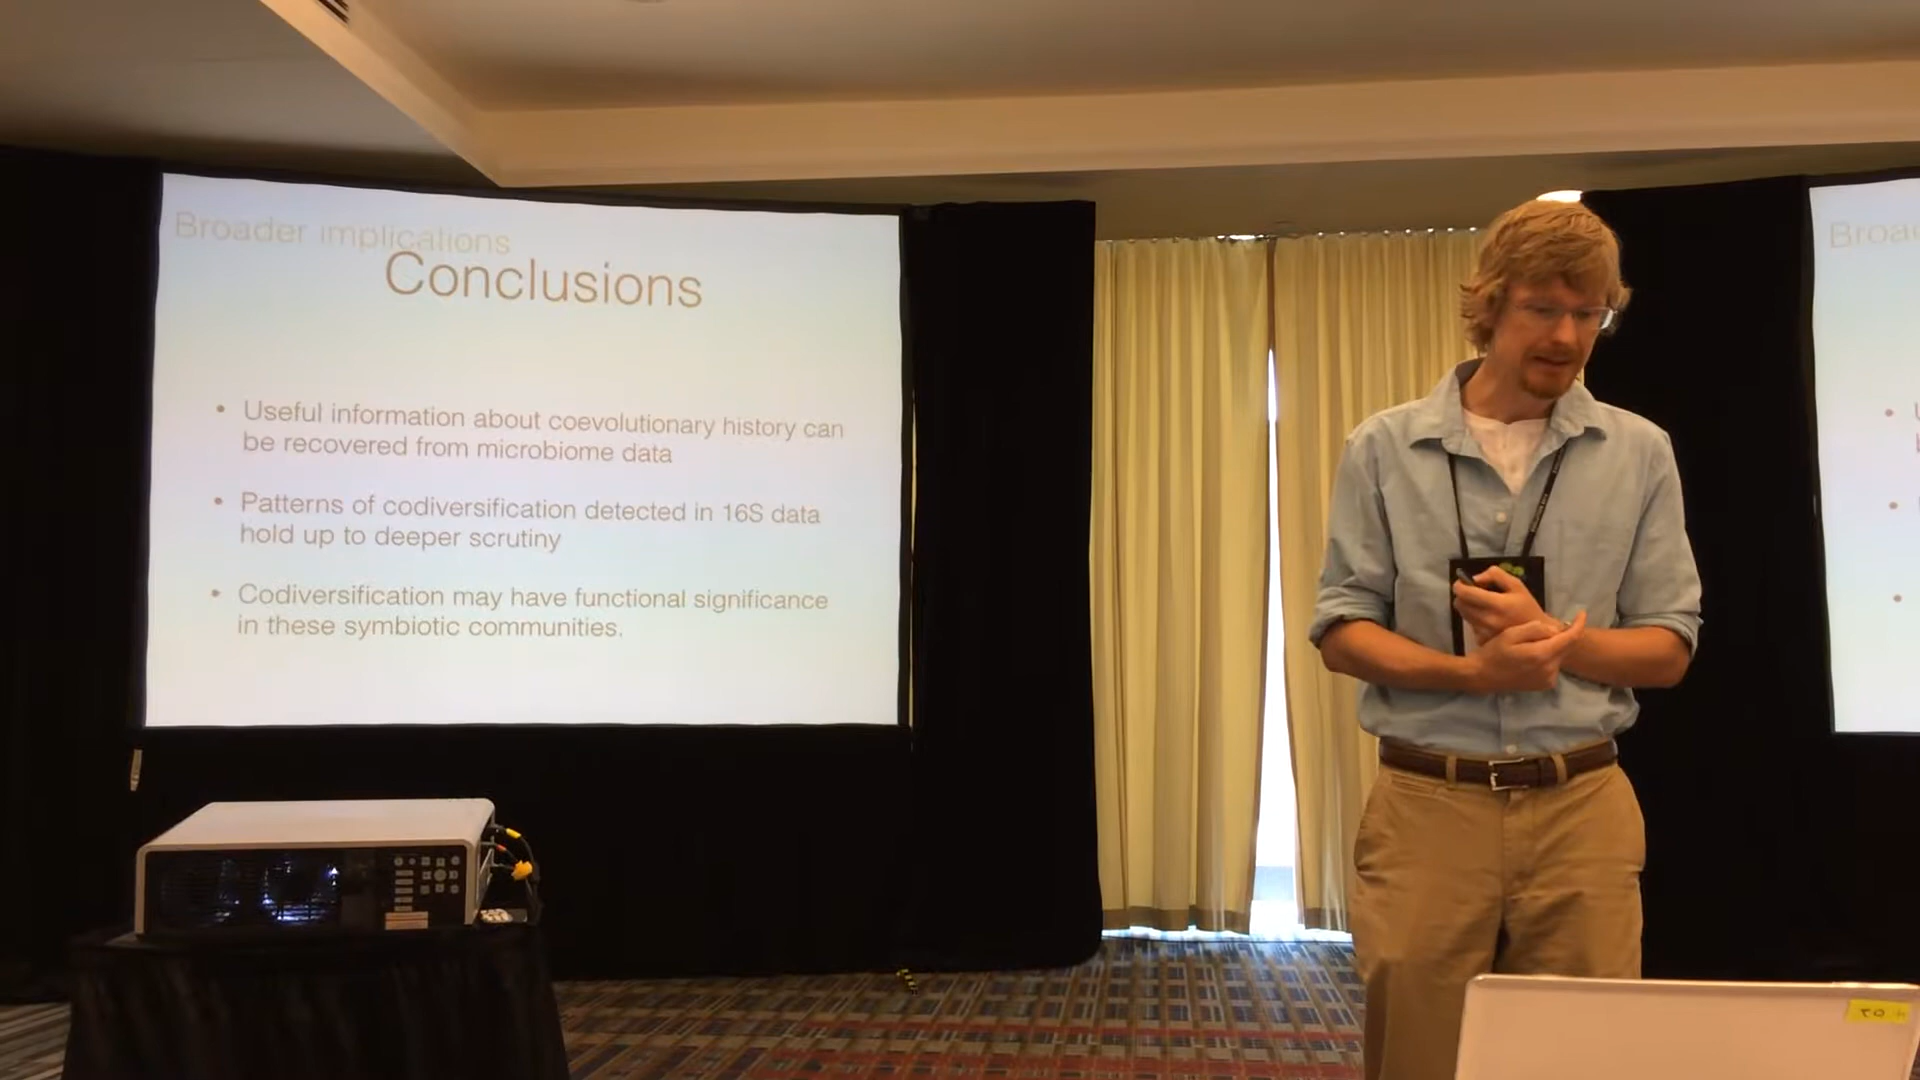 Broader implications
Conclusions
• Useful information about coevolutionary history can
be recovered from microbiome data
• Patterns of codiversification detected in 16S data
hold up to deeper scrutiny
• Codiversification may have functional significance
in these symbiotic communities.
Broa